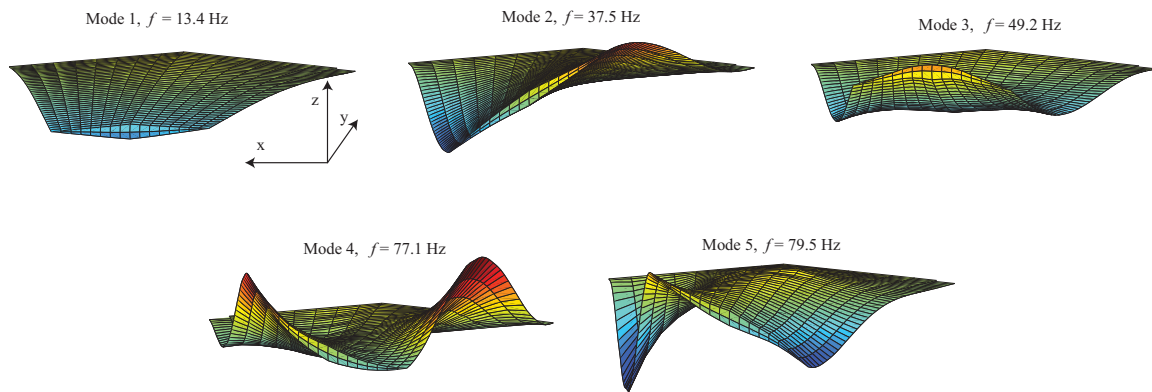 Mode 1, f = 13.4 Hz
Mode 2, f = 37.5 Hz
Mode 3, f = 49.2 Hz
z
y
x
Mode 4, f = 77.1 Hz
Mode 5, f = 79.5 Hz